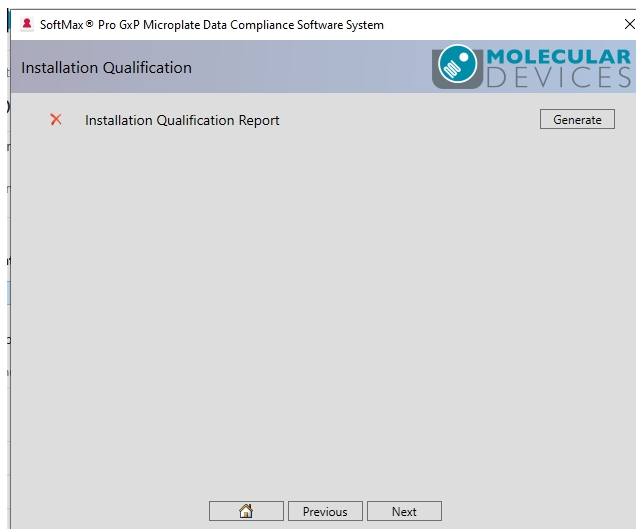 SoftMax® Pro GxP Microplate Data Compliance Software System
Installation Qualification
MOLECULAR
DEVICES
Installation Qualification Report
Generate
Previous
Next